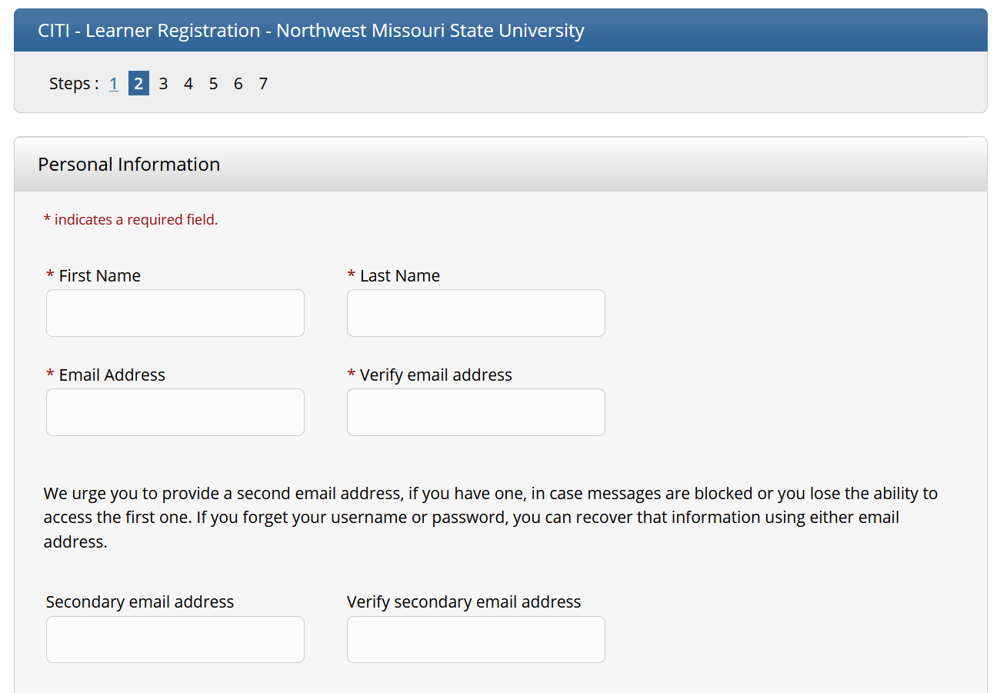 CITI - Learner Registration - Northwest Missouri State University
Steps : 1 2 3 4 5 6 7
Personal Information
* indicates a required field.
* First Name * Last Name
* Email Address * Verify email address
We urge you to provide a second email address, if you have one, in case messages are blocked or you lose the ability to
access the first one. If you forget your username or password, you can recover that information using either email
address.
Secondary email address Verify secondary email address